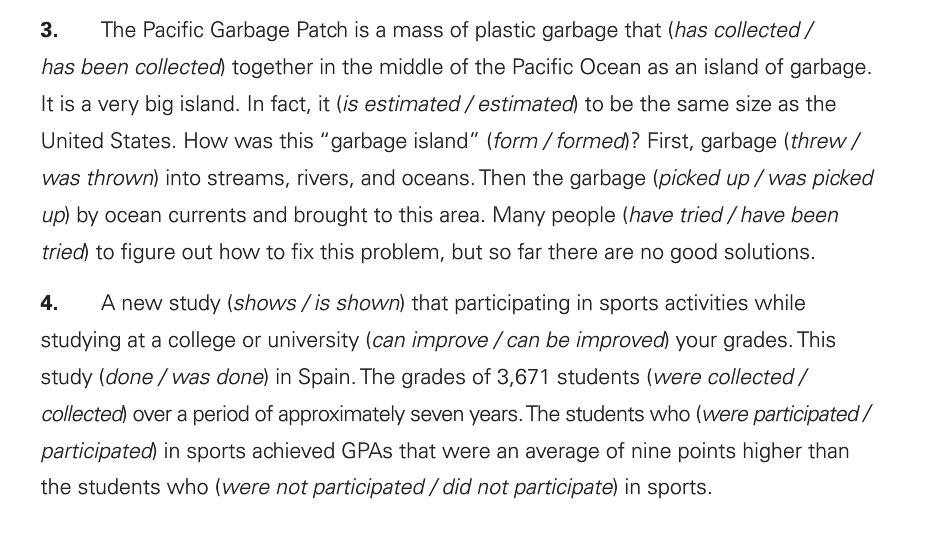 3. The Pacific Garbage Patch is a mass of plastic garbage that (has collected /
has been collected) together in the middle of the Pacific Ocean as an island of garbage.
It is a very big island. In fact, it (is estimated / estimated) to be the same size as the
United States. How was this “garbage island” (form / formed)? First, garbage (threw /
was thrown) into streams, rivers, and oceans. Then the garbage (picked up / was picked
up) by ocean currents and brought to this area. Many people (have tried / have been
tried) to figure out how to fix this problem, but so far there are no good solutions.
4. A new study (shows / is shown) that participating in sports activities while
studying at a college or university (can improve / can be improved) your grades. This
study (done / was done) in Spain. The grades of 3,671 students (were collected /
collected) over a period of approximately seven years. The students who (were participated /
participated) in sports achieved GPAs that were an average of nine points higher than
the students who (were not participated / did not participate) in sports.